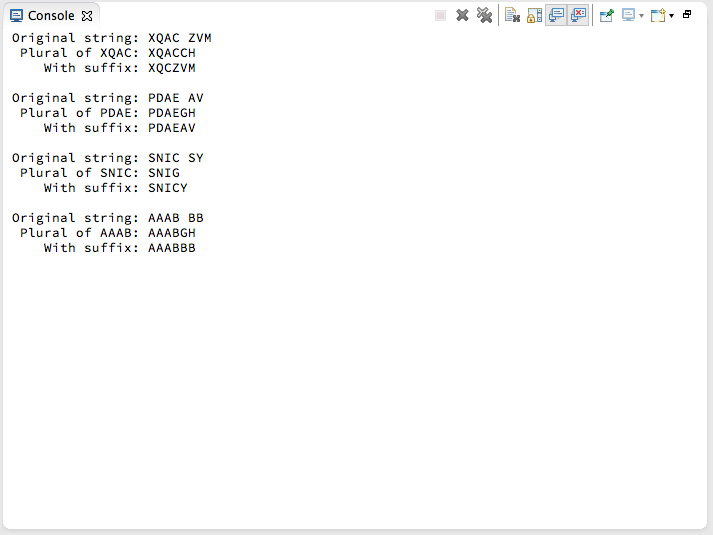 Console
Original string: XQAC ZVM
Plural of XQAC: XQACCH
With suffix: XQCZVM
Original string: PDAE AV
Plural of PDAE: PDAEGH
With suffix: PDAEAV
Original string: SNIC SY
Plural of SNIC: SNIG
With suffix: SNICY
Original string: AAAB BB
Plural of AAAB: AAABGH
With suffix: AAABBB